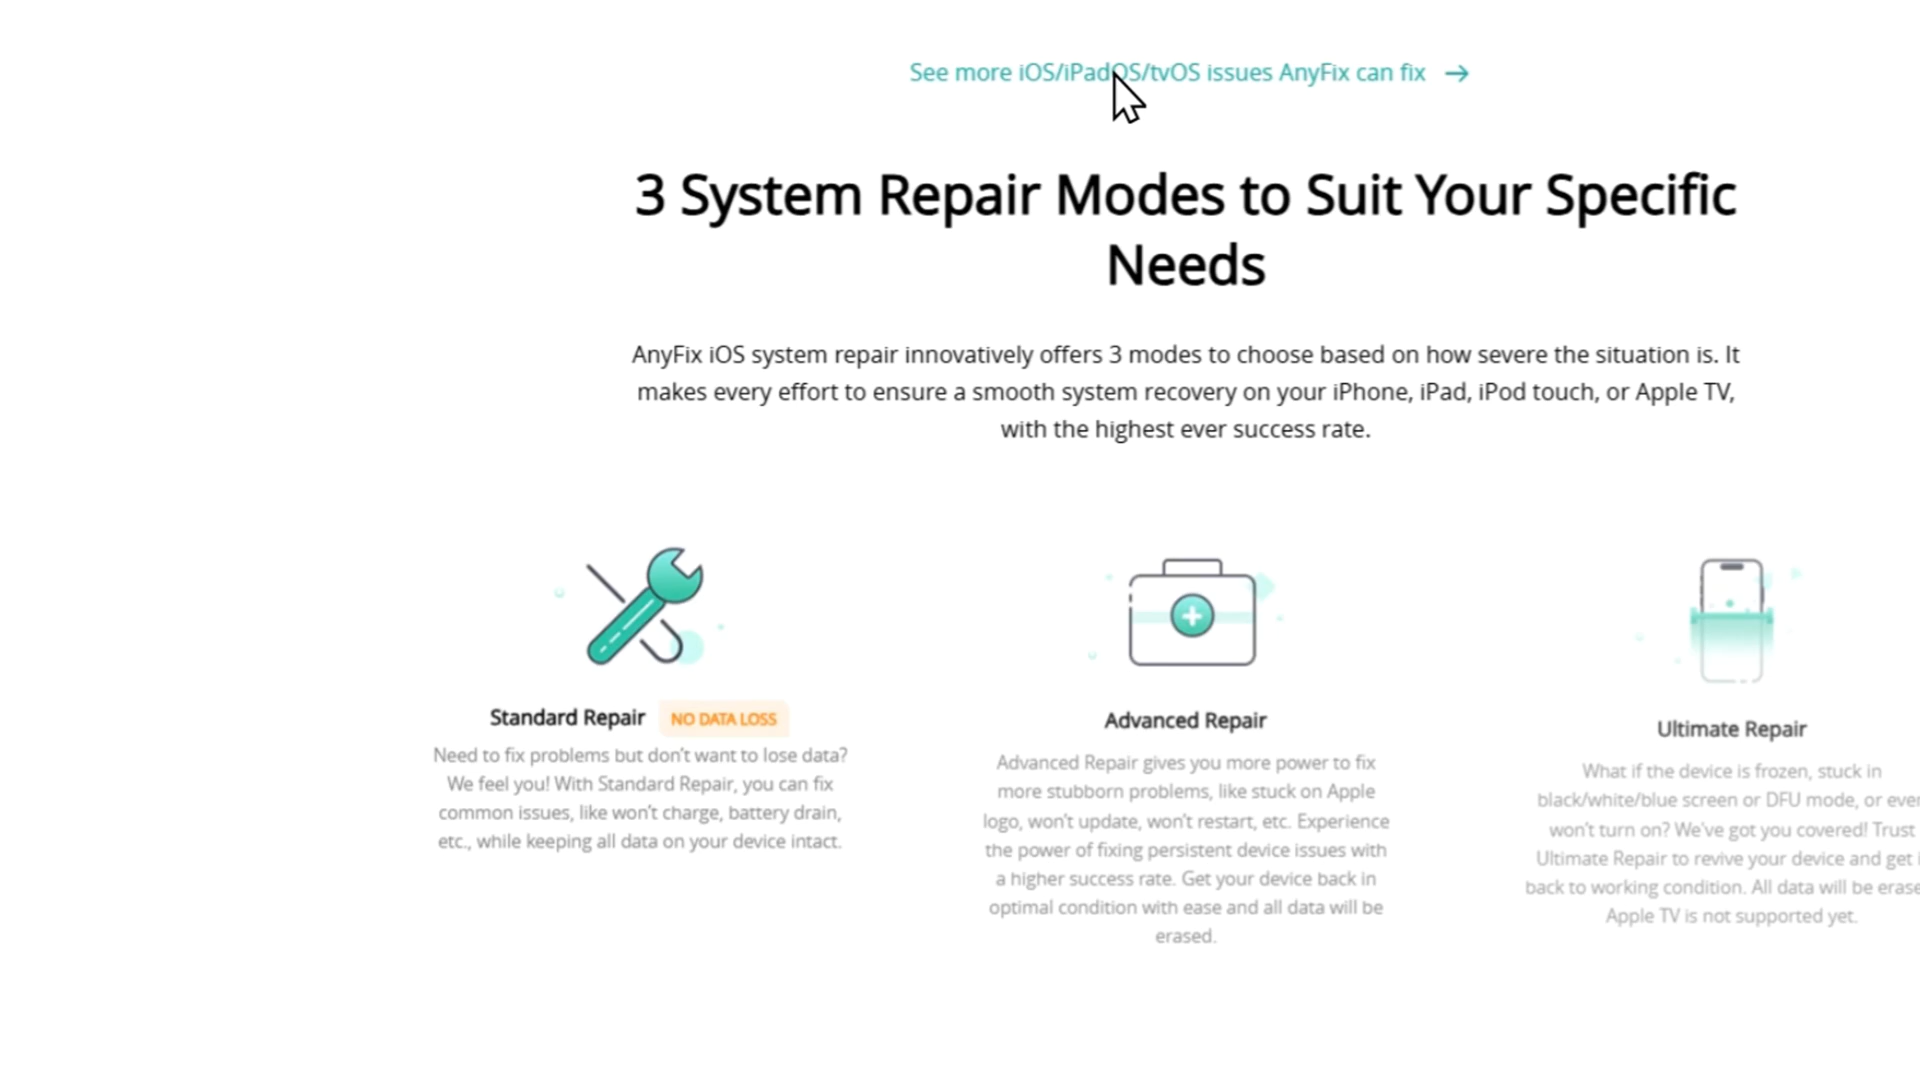 See more iOS/iPadOS/tvOS issues AnyFix can fix →
3 System Repair Modes to Suit Your Specific
Needs
AnyFix iOS system repair innovatively offers 3 modes to choose based on how severe the situation is. It
makes every effort to ensure a smooth system recovery on your iPhone, iPad, iPod touch, or Apple TV,
with the highest ever success rate.
Standard Repair NO DATA LOSS
Need to fix problems but don't want to lose data?
We feel you! With Standard Repair, you can fix
common issues, like won't charge, battery drain,
etc., while keeping all data on your device intact.
Advanced Repair
Advanced Repair gives you more power to fix
more stubborn problems, like stuck on Apple
logo, won't update, won't restart, etc. Experience
the power of fixing persistent device issues with
a higher success rate. Get your device back in
optimal condition with ease and all data will be
erased.
Ultimate Repair
What if the device is frozen, stuck in
black/white/blue screen or DFU mode, or
won't turn on? We've got you covered! Trust
Ultimate Repair to revive your device and get
back to working condition. All data will be
Apple TV is not supported yet.